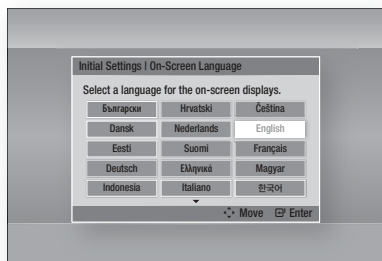 Initial Settings | On-Screen Language
Select a language for the on-screen displays.
Български Hrvatski Čeština
Dansk Nederlands English
Eesti Suomi Français
Deutsch Ελληνικά Magyar
Indonesia Italiano 한국어
Move Enter